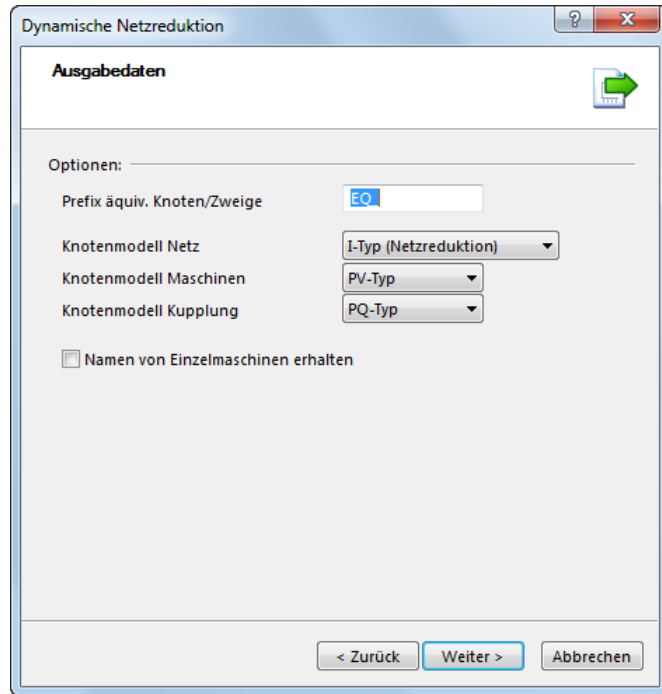 Dynamische Netzreduktion
Ausgabedaten
Optionen:
Prefix äquiv. Knoten/Zweige EQ_
Knotenmodell Netz I-Typ (Netzreduktion)
Knotenmodell Maschinen PV-Typ
Knotenmodell Kupplung PQ-Typ
Namen von Einzelmaschinen erhalten
< Zurück Weiter > Abbrechen